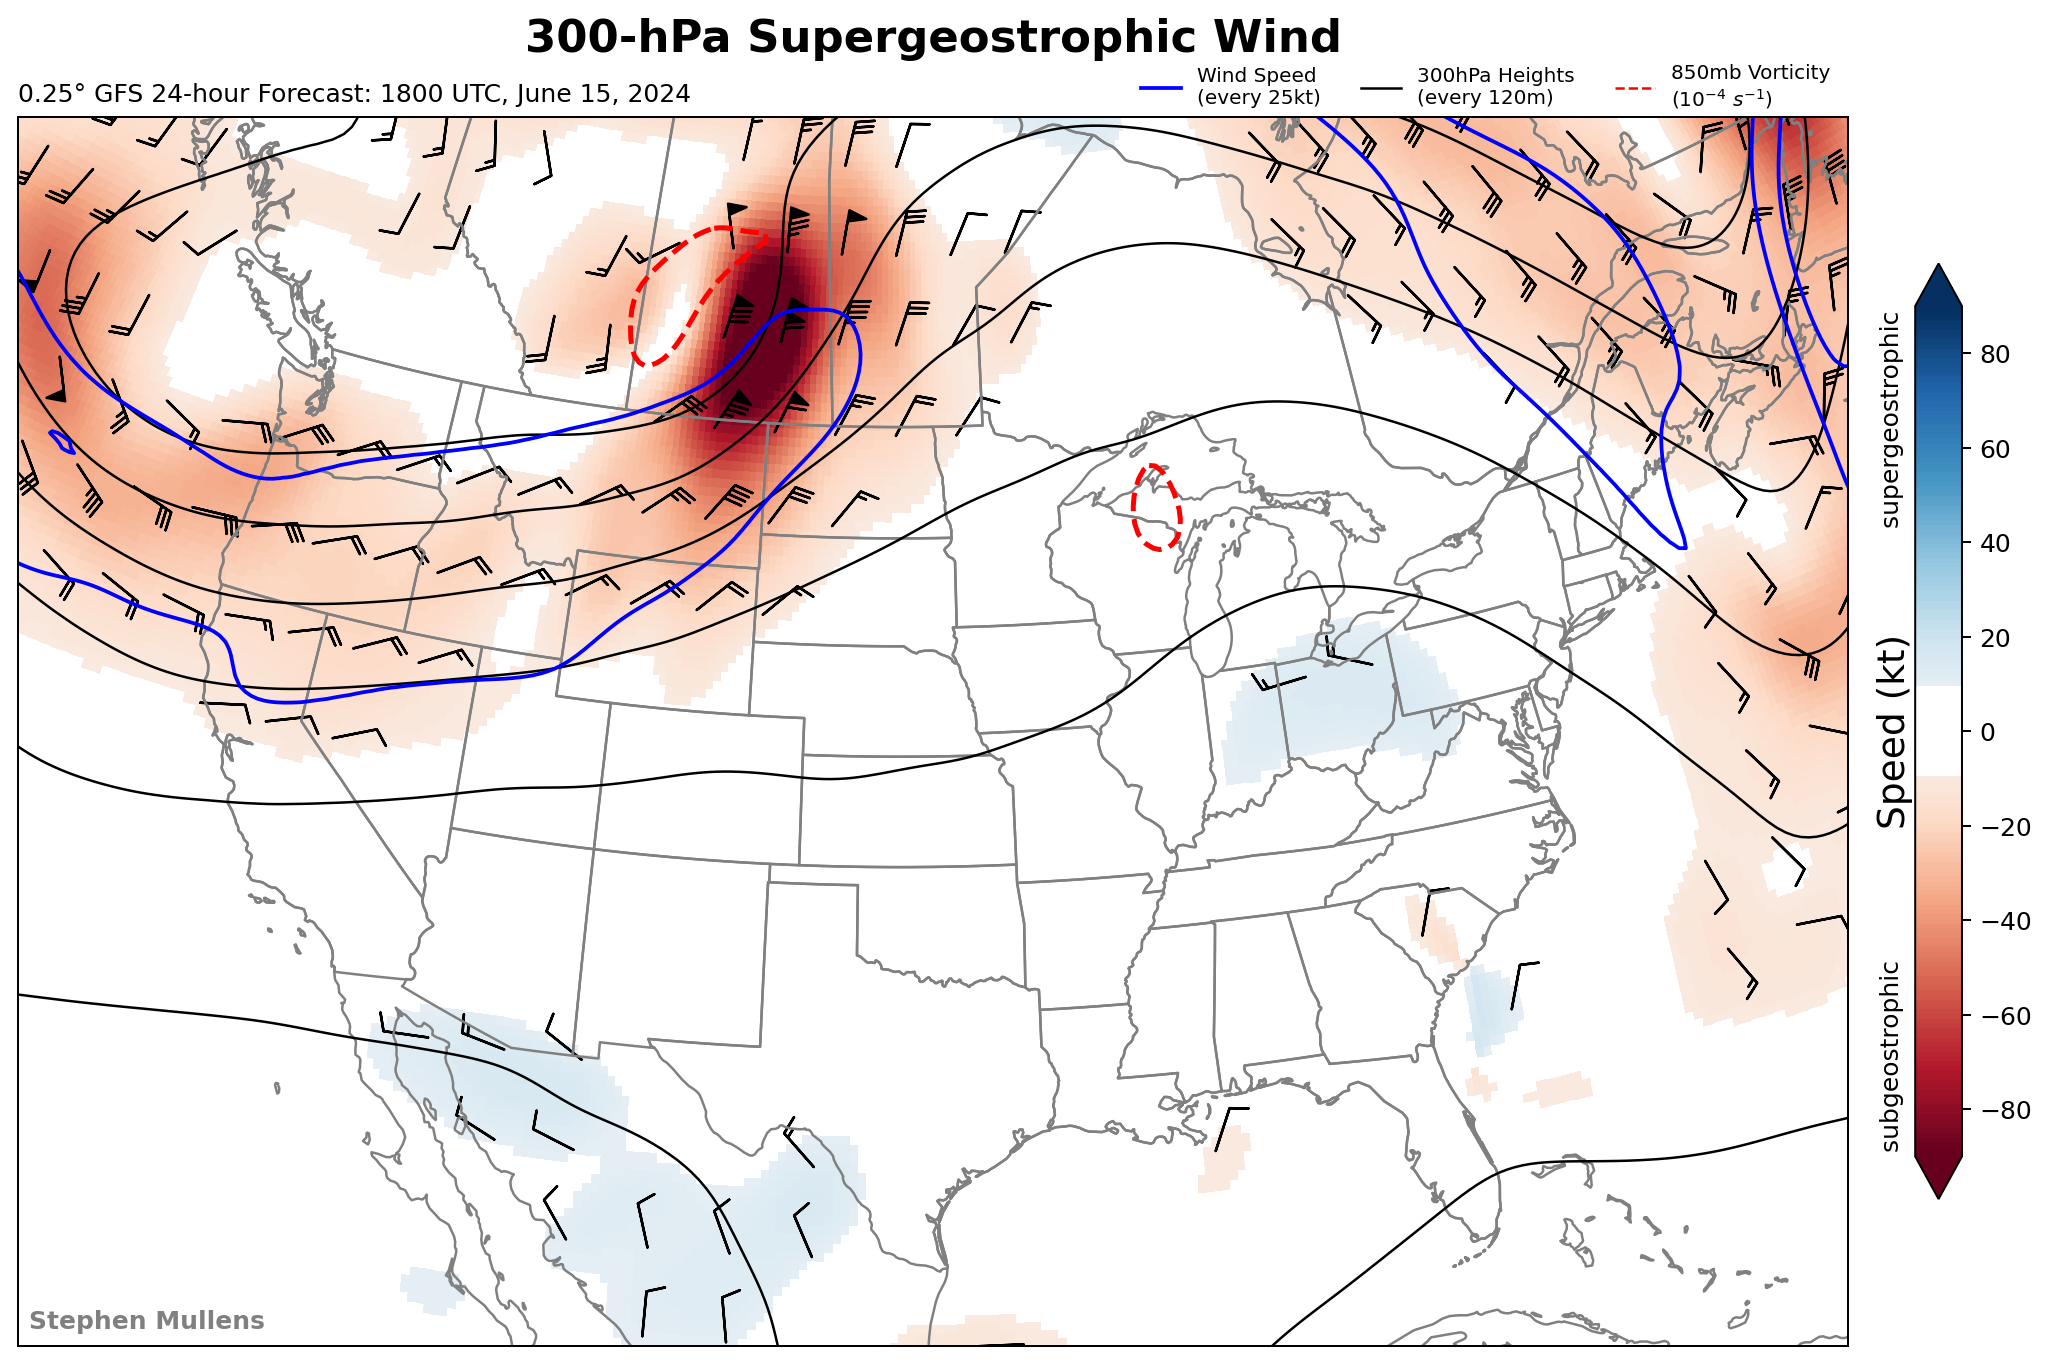 300-hPa Supergeostrophic Wind
0.25° GFS 24-hour Forecast: 1800 UTC, June 15, 2024
Wind Speed
(every 25kt)
300hPa Heights
(every 120m)
850mb Vorticity
(10⁻⁴ s⁻¹)
supergeostrophic
Speed (kt)
subgeostrophic
80
60
40
20
0
−20
−40
−60
−80
Stephen Mullens